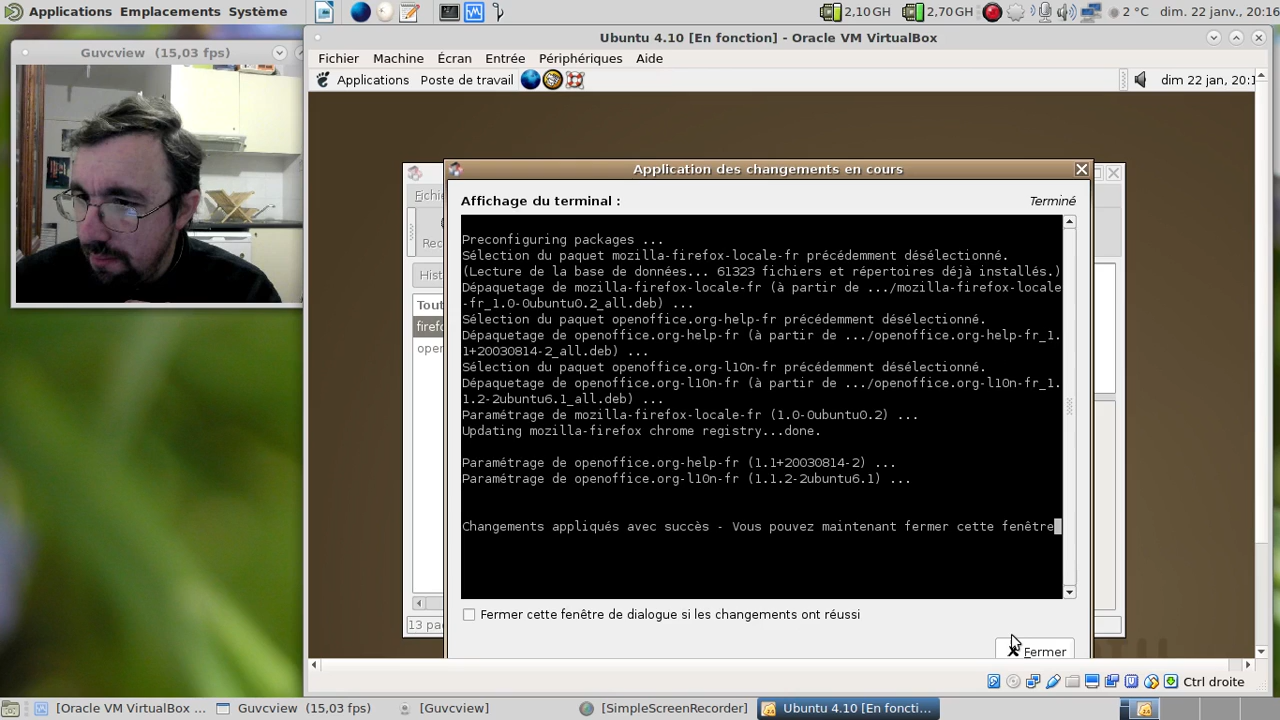 Applications Emplacements Système
2,10 GH 2,70 GH 2 °C dim. 22 janv., 20:16
Guvcview (15,03 fps)
Ubuntu 4.10 [En fonction] - Oracle VM VirtualBox
Fichier Machine Écran Entrée Périphériques Aide
Applications Poste de travail
dim 22 jan, 20:1
Application des changements en cours
Fichie
Affichage du terminal :
Terminé
Rec
Hist
Tout
firefo
oper
Preconfiguring packages ...
Sélection du paquet mozilla-firefox-locale-fr précédemment désélectionné.
(Lecture de la base de données... 61323 fichiers et répertoires déjà installés.)
Dépaquetage de mozilla-firefox-locale-fr (à partir de .../mozilla-firefox-locale
-fr_1.0-0ubuntu0.2_all.deb) ...
Sélection du paquet openoffice.org-help-fr précédemment désélectionné.
Dépaquetage de openoffice.org-help-fr (à partir de .../openoffice.org-help-fr_1.
1+20030814-2_all.deb) ...
Sélection du paquet openoffice.org-l10n-fr précédemment désélectionné.
Dépaquetage de openoffice.org-l10n-fr (à partir de .../openoffice.org-l10n-fr_1.
1.2-2ubuntu6.1_all.deb) ...
Paramétrage de mozilla-firefox-locale-fr (1.0-0ubuntu0.2) ...
Updating mozilla-firefox chrome registry...done.
Paramétrage de openoffice.org-help-fr (1.1+20030814-2) ...
Paramétrage de openoffice.org-l10n-fr (1.1.2-2ubuntu6.1) ...
Changements appliqués avec succès - Vous pouvez maintenant fermer cette fenêtre
Fermer cette fenêtre de dialogue si les changements ont réussi
13 pa
Fermer
Ctrl droite
[Oracle VM VirtualBox ... Guvcview (15,03 fps) [Guvcview] [SimpleScreenRecorder] Ubuntu 4.10 [En foncti...